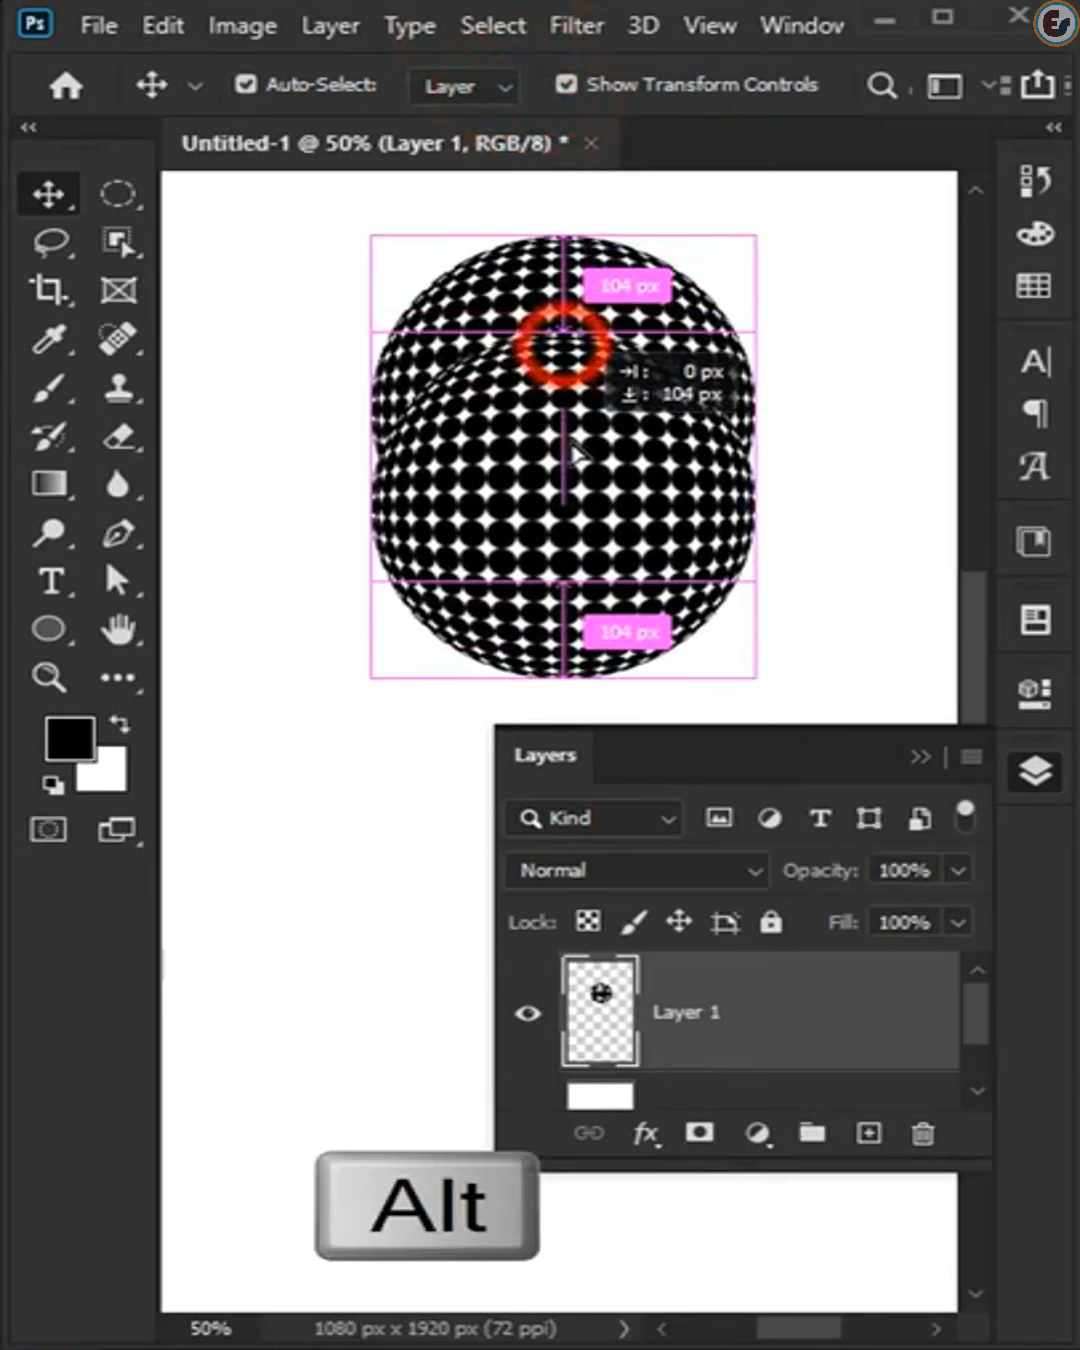 Ps File Edit Image Layer Type Select Filter 3D View Window
Auto-Select: Layer Show Transform Controls
Untitled-1 @ 50% (Layer 1, RGB/8) * ×
104 px
0 px
104 px
104 px
Layers
Kind
Normal Opacity: 100%
Lock: Fill: 100%
Layer 1
fx
Alt
50% 1080 px x 1920 px (72 ppi)